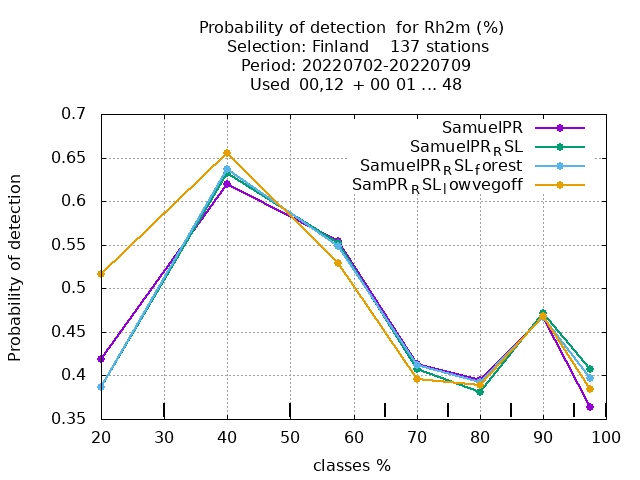 Probability of detection  for Rh2m (%)
Selection: Finland    137 stations
Period: 20220702-20220709
Used  00,12  + 00 01 ... 48
0.7
0.65
0.6
0.55
0.5
0.45
0.4
0.35
Probability of detection
SamuelPR
SamuelPR_RSL
SamuelPR_RSL_forest
SamPR_RSL_lowvegoff
20 30 40 50 60 70 80 90 100
classes %